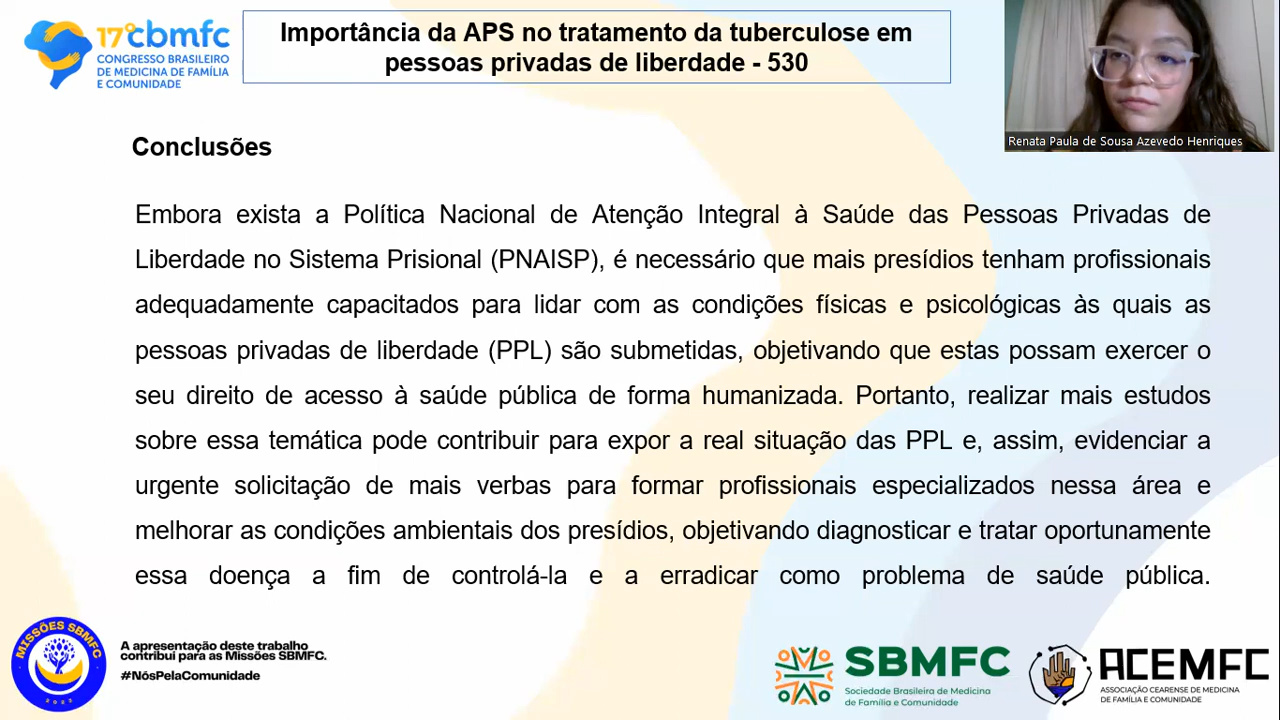 17º cbmfc
CONGRESSO BRASILEIRO
DE MEDICINA DE FAMÍLIA
E COMUNIDADE
Importância da APS no tratamento da tuberculose em
pessoas privadas de liberdade - 530
Renata Paula de Sousa Azevedo Henriques
Conclusões
Embora exista a Política Nacional de Atenção Integral à Saúde das Pessoas Privadas de
Liberdade no Sistema Prisional (PNAISP), é necessário que mais presídios tenham profissionais
adequadamente capacitados para lidar com as condições físicas e psicológicas às quais as
pessoas privadas de liberdade (PPL) são submetidas, objetivando que estas possam exercer o
seu direito de acesso à saúde pública de forma humanizada. Portanto, realizar mais estudos
sobre essa temática pode contribuir para expor a real situação das PPL e, assim, evidenciar a
urgente solicitação de mais verbas para formar profissionais especializados nessa área e
melhorar as condições ambientais dos presídios, objetivando diagnosticar e tratar oportunamente
essa doença a fim de controlá-la e a erradicar como problema de saúde pública.
MISSÕES SBMFC
2023
A apresentação deste trabalho
contribui para as Missões SBMFC.
#NósPelaComunidade
SBMFC
Sociedade Brasileira de Medicina
de Família e Comunidade
ACEMFC
ASSOCIAÇÃO CEARENSE DE MEDICINA
DE FAMÍLIA E COMUNIDADE